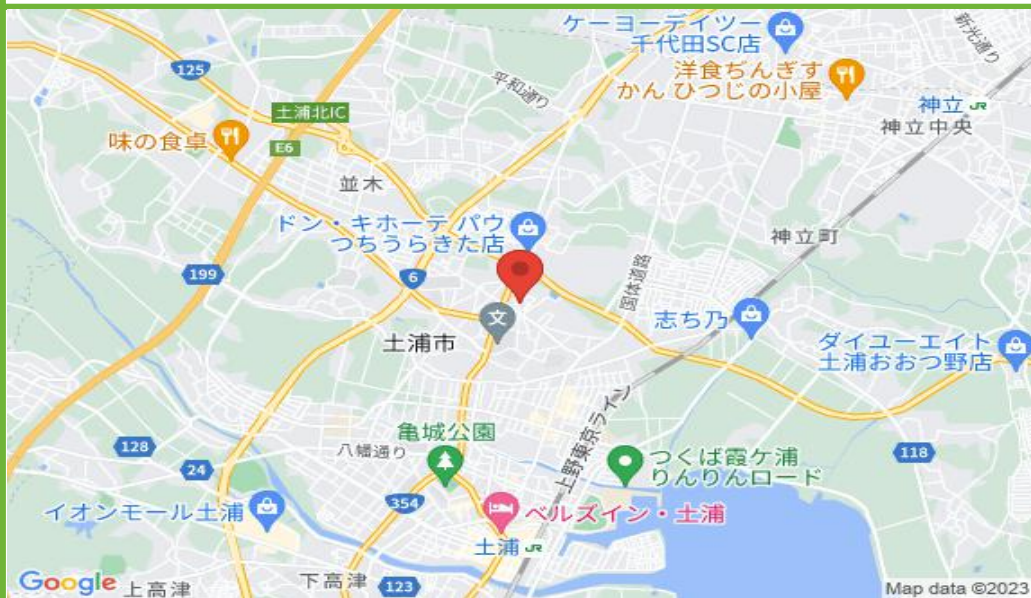 ケーヨーデイツー
千代田SC店
新光通り
125
平和通り
洋食ぢんぎす
かん ひつじの小屋
土浦北IC
神立 JR
神立中央
味の食卓
E6
並木
ドン・キホーテ パウ
つちうらきた店
神立町
199
6
国体道路
文
志ち乃
土浦市
ダイユーエイト
土浦おおつ野店
上野東京ライン
亀城公園
128
八幡通り
つくば霞ケ浦
りんりんロード
118
24
354
イオンモール土浦
ベルズイン・土浦
土浦 JR
Google
上高津
下高津
123
Map data ©2023